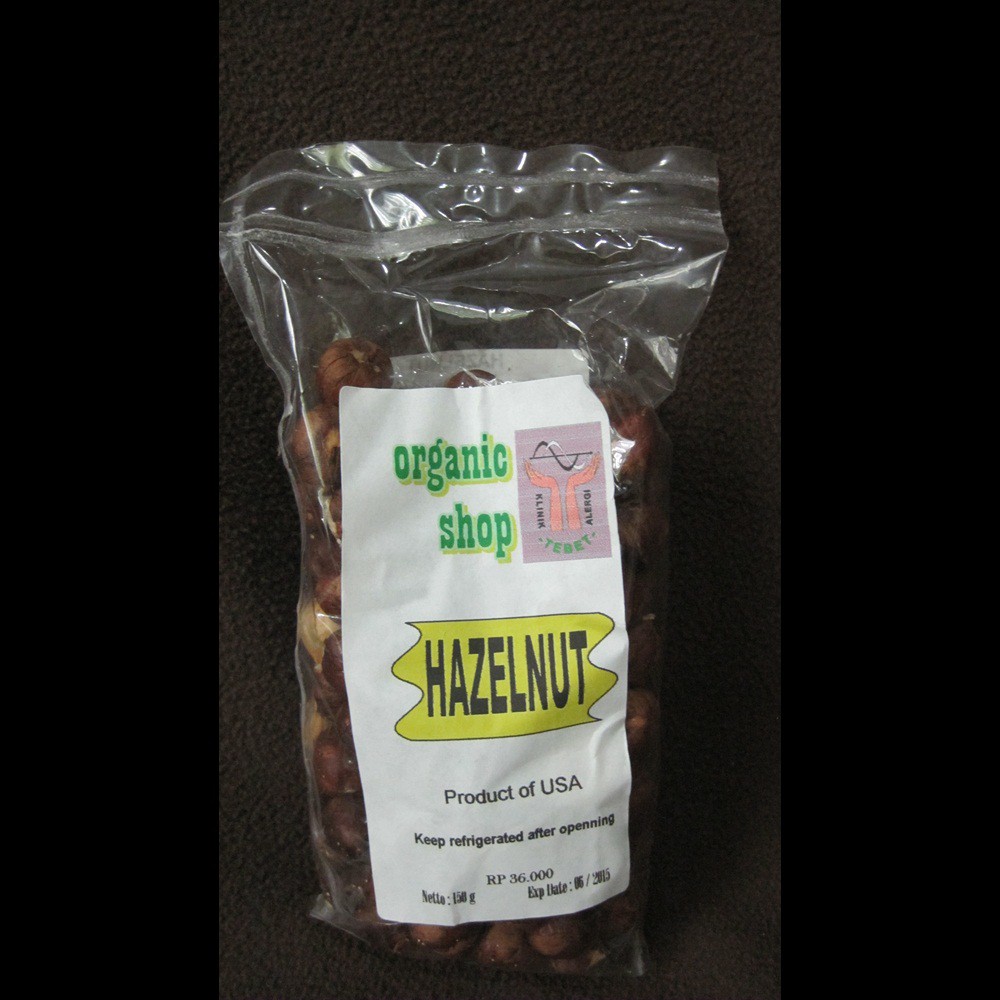 organic
shop
KLINIK
ALERGI
-TEBET-
HAZELNUT
Product of USA
Keep refrigerated after openning
RP 36.000
Netto : 150 g
Exp Date : 06 / 2015